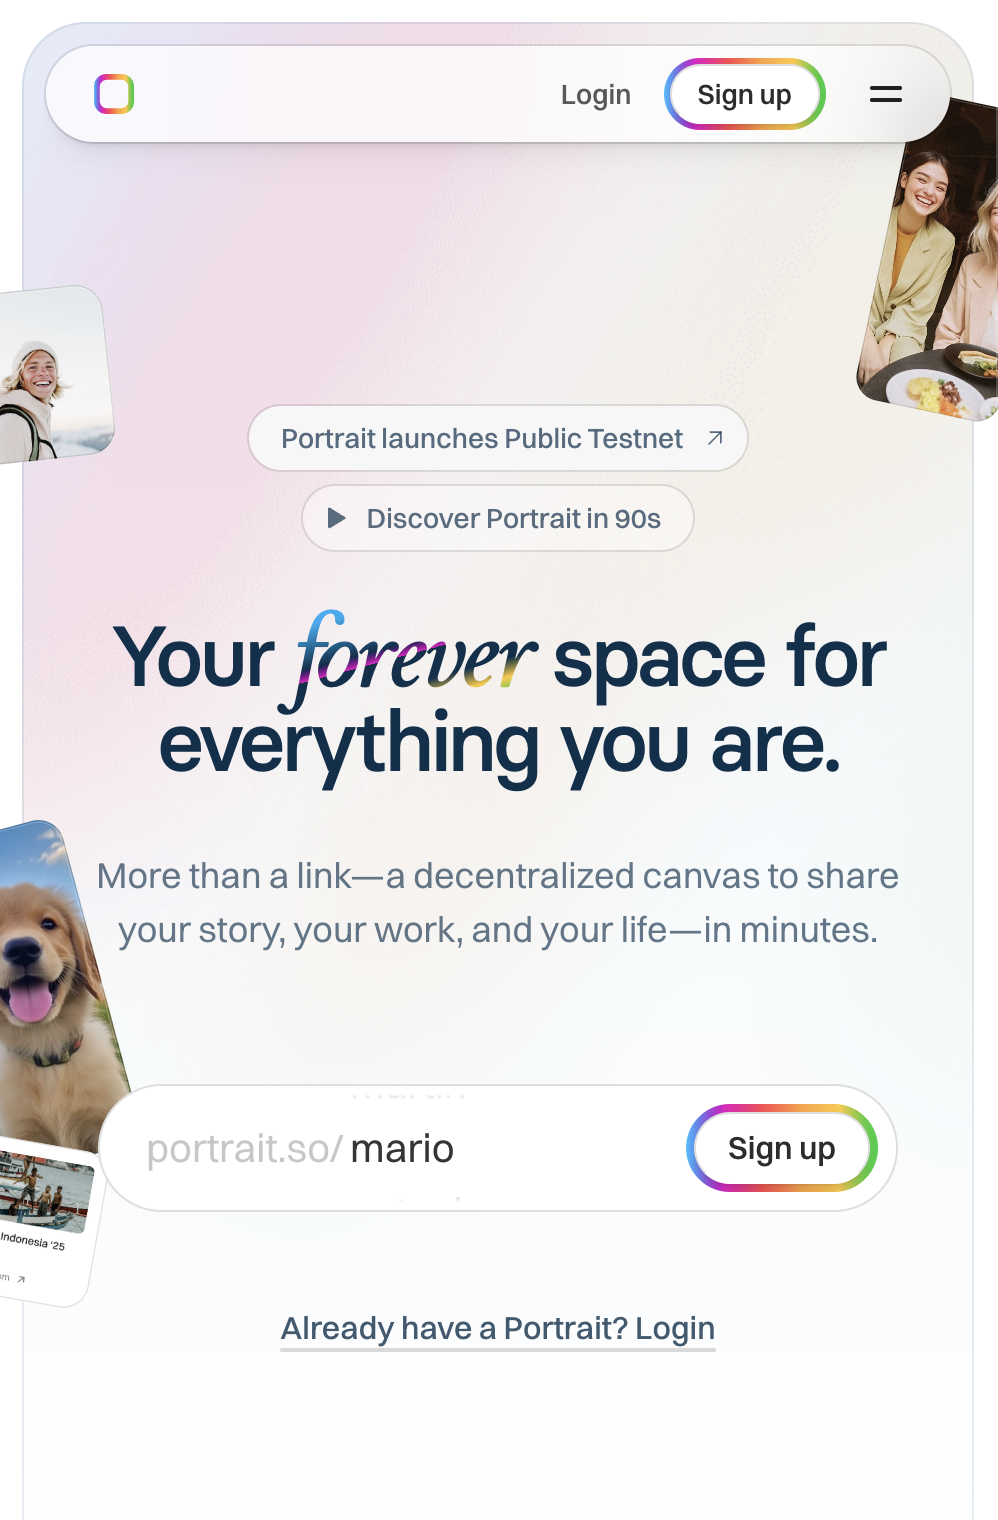 Login
Sign up
Portrait launches Public Testnet
Discover Portrait in 90s
Your forever space for
everything you are.
More than a link—a decentralized canvas to share
your story, your work, and your life—in minutes.
portrait.so/ mario
Sign up
Indonesia '25
Already have a Portrait? Login